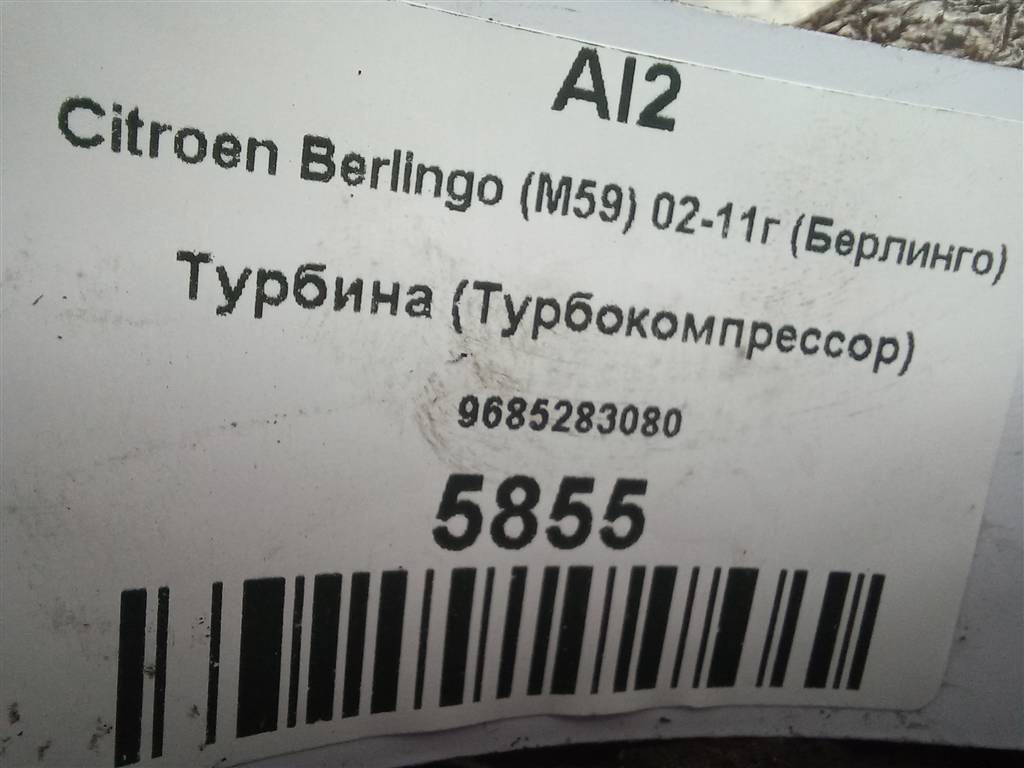 AI2
Citroen Berlingo (M59) 02-11г (Берлинго)
Турбина (Турбокомпрессор)
9685283080
5855